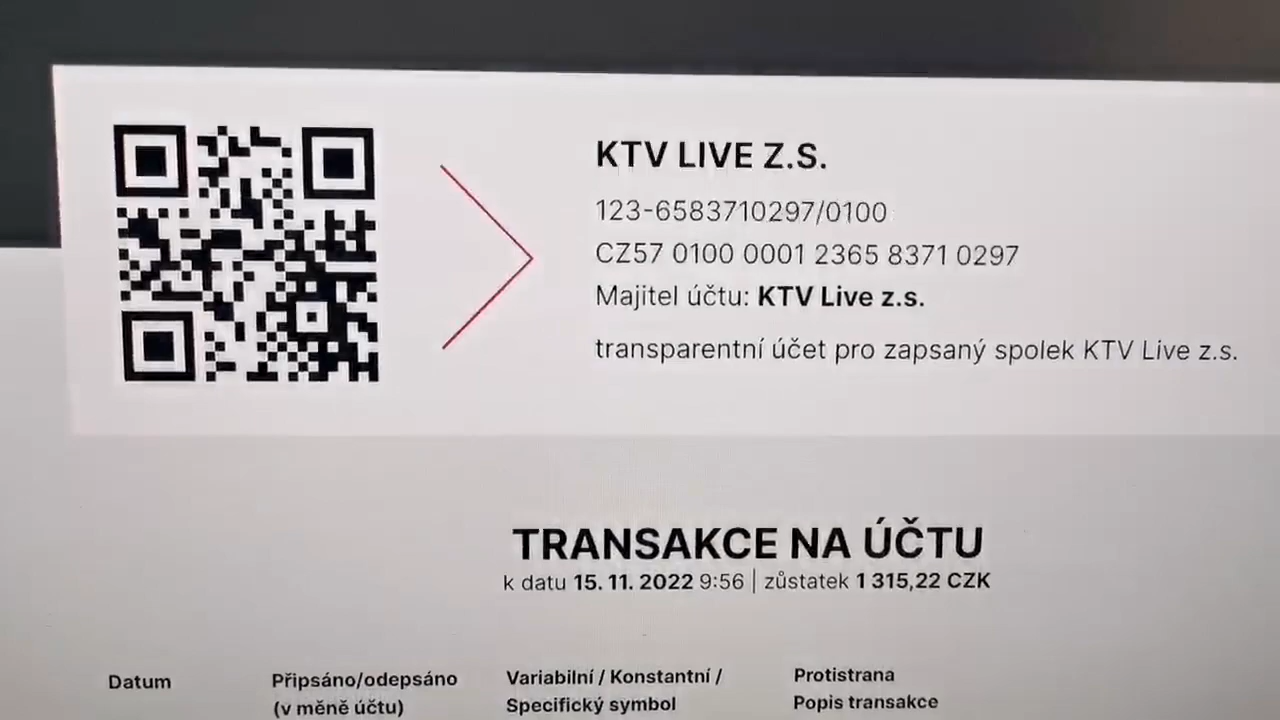 KTV LIVE Z.S.
123-6583710297/0100
CZ57 0100 0001 2365 8371 0297
Majitel účtu: KTV Live z.s.
transparentní účet pro zapsaný spolek KTV Live z.s.
TRANSAKCE NA ÚČTU
k datu 15. 11. 2022 9:56 | zůstatek 1 315,22 CZK
Datum
Připsáno/odepsáno
(v měně účtu)
Variabilní / Konstantní /
Specifický symbol
Protistrana
Popis transakce